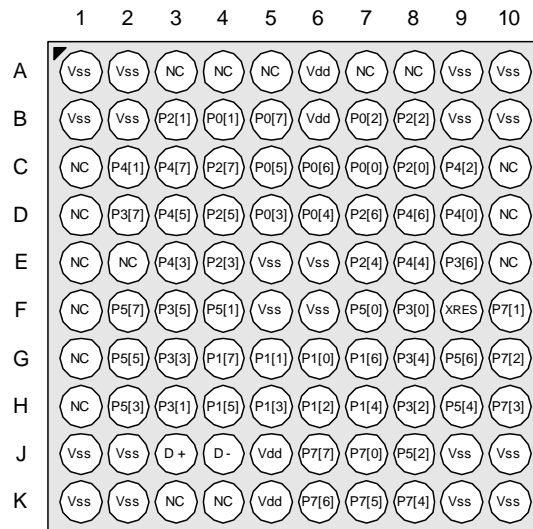 1 2 3 4 5 6 7 8 9 10
A Vss Vss NC NC NC Vdd NC NC Vss Vss
B Vss Vss P2[1] P0[1] P0[7] Vdd P0[2] P2[2] Vss Vss
C NC P4[1] P4[7] P2[7] P0[5] P0[6] P0[0] P2[0] P4[2] NC
D NC P3[7] P4[5] P2[5] P0[3] P0[4] P2[6] P4[6] P4[0] NC
E NC NC P4[3] P2[3] Vss Vss P2[4] P4[4] P3[6] NC
F NC P5[7] P3[5] P5[1] Vss Vss P5[0] P3[0] XRES P7[1]
G NC P5[5] P3[3] P1[7] P1[1] P1[0] P1[6] P3[4] P5[6] P7[2]
H NC P5[3] P3[1] P1[5] P1[3] P1[2] P1[4] P3[2] P5[4] P7[3]
J Vss Vss D + D - Vdd P7[7] P7[0] P5[2] Vss Vss
K Vss Vss NC NC Vdd P7[6] P7[5] P7[4] Vss Vss